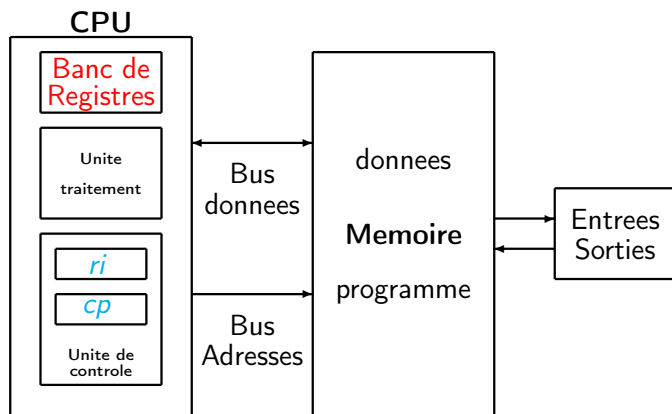 CPU
Banc de
Registres
Unite
traitement
ri
cp
Unite de
controle
Bus
donnees
Bus
Adresses
donnees
Memoire
programme
Entrees
Sorties